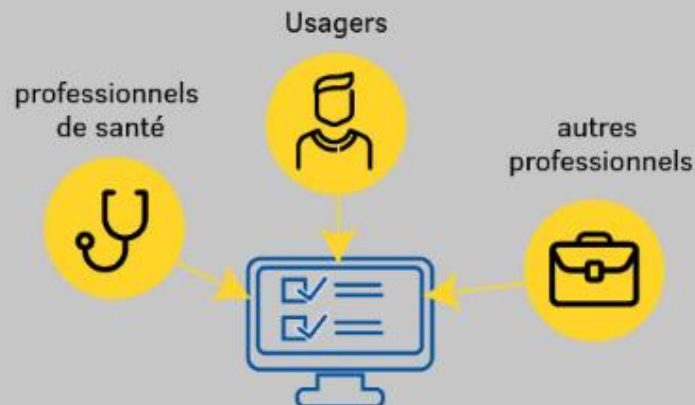 Usagers
professionnels
de santé
autres
professionnels